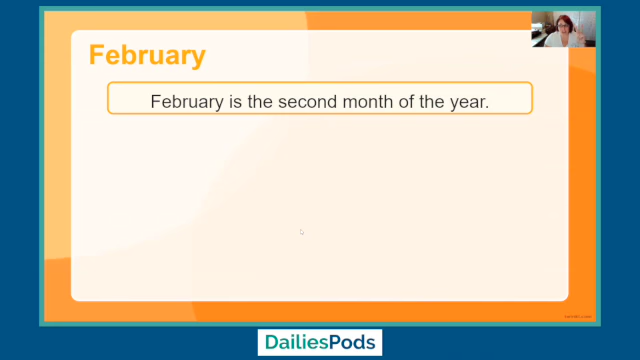 February
February is the second month of the year.
DailiesPods